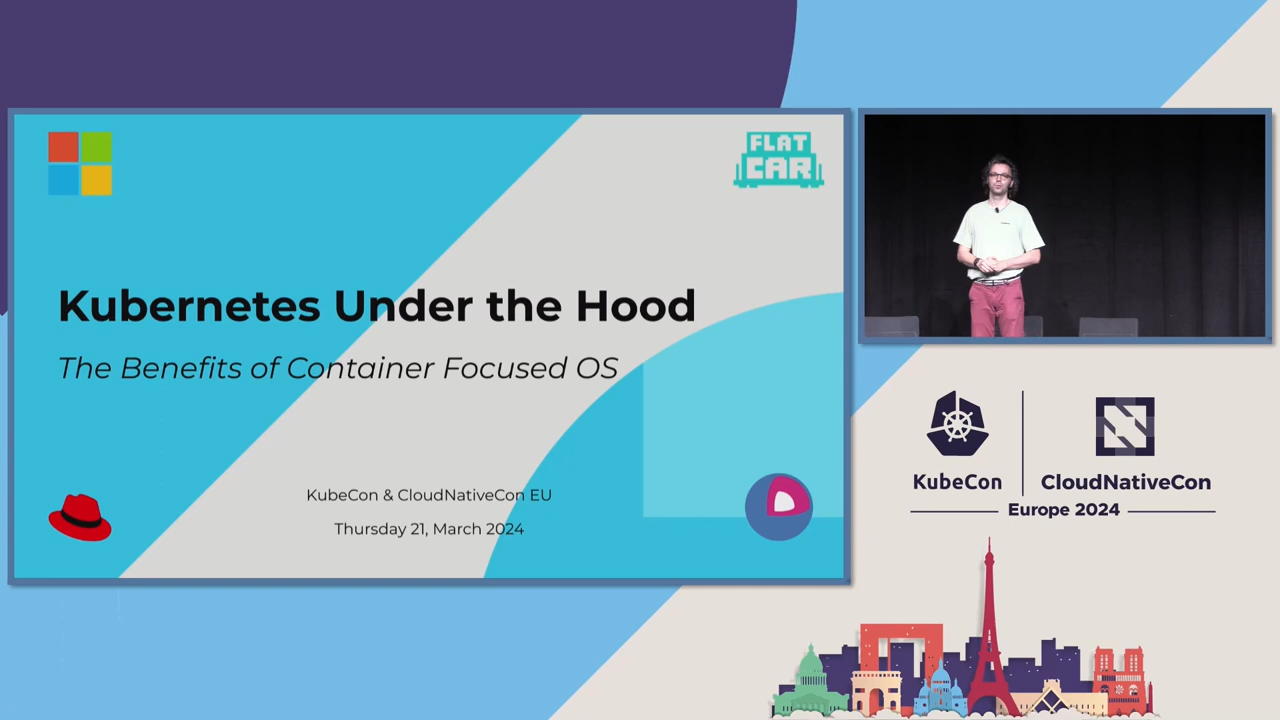 FLAT
CAR
Kubernetes Under the Hood
The Benefits of Container Focused OS
KubeCon & CloudNativeCon EU
Thursday 21, March 2024
KubeCon
CloudNativeCon
Europe 2024